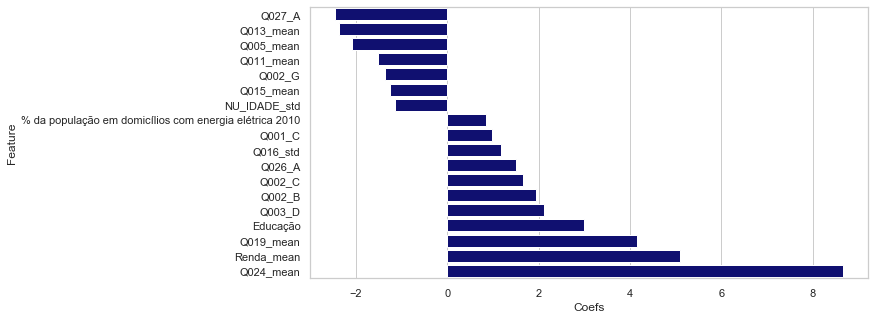 Q027_A
Q013_mean
Q005_mean
Q011_mean
Q002_G
Q015_mean
NU_IDADE_std
% da população em domicílios com energia elétrica 2010
Q001_C
Q016_std
Q026_A
Q002_C
Q002_B
Q003_D
Educação
Q019_mean
Renda_mean
Q024_mean
Feature
−2 0 2 4 6 8
Coefs